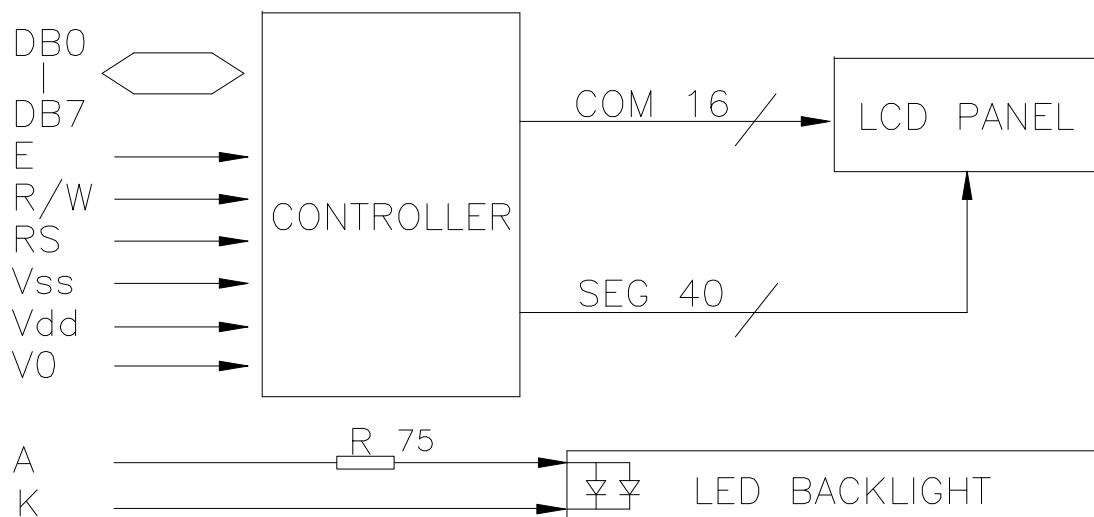 DB0
|
DB7
E
R/W
RS
Vss
Vdd
V0
CONTROLLER
COM 16
SEG 40
LCD PANEL
A
K
R 75
LED BACKLIGHT